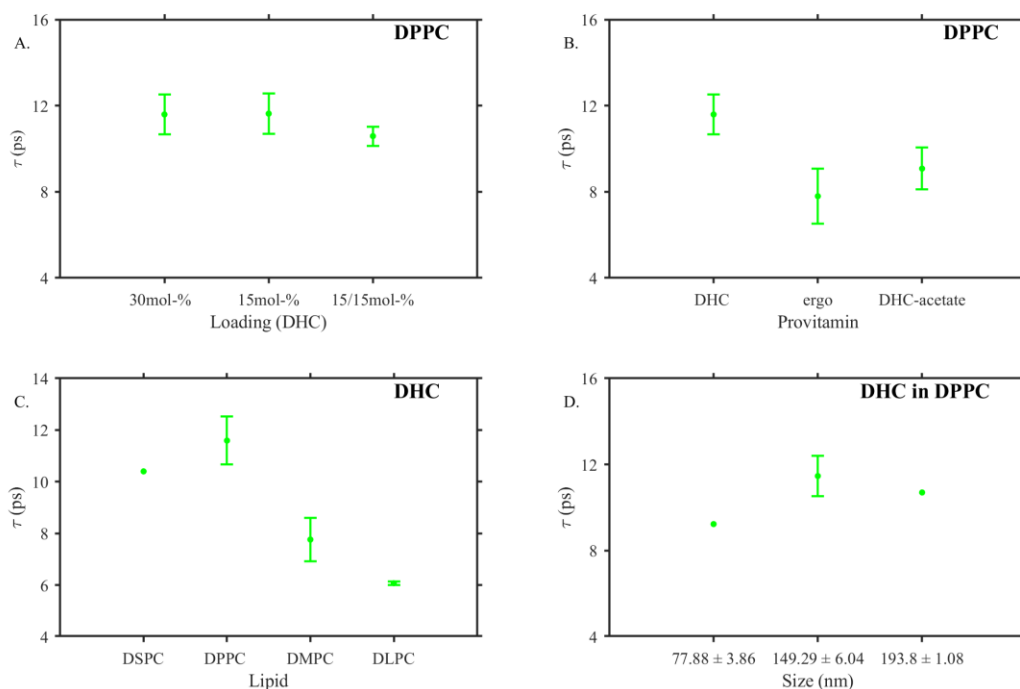 A.
DPPC
16
12
8
4
τ (ps)
30mol-% 15mol-% 15/15mol-%
Loading (DHC)
B.
DPPC
16
12
8
4
τ (ps)
DHC ergo DHC-acetate
Provitamin
C.
DHC
14
12
10
8
6
4
τ (ps)
DSPC DPPC DMPC DLPC
Lipid
D.
DHC in DPPC
16
12
8
4
τ (ps)
77.88 ± 3.86 149.29 ± 6.04 193.8 ± 1.08
Size (nm)